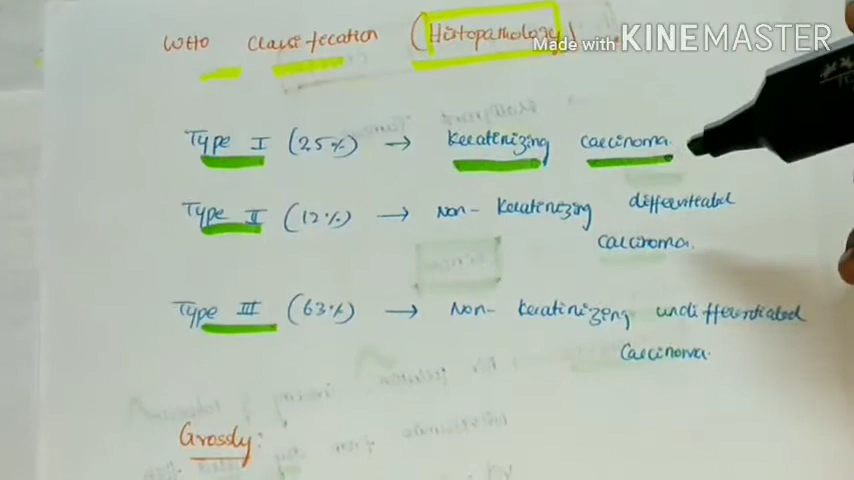 WHO Classification (Histopathology)
Made with KINEMASTER
Type I (25%) → Keratinizing carcinoma.
Type II (12%) → Non-Keratinizing differentiated
carcinoma.
Type III (63%) → Non-Keratinizing undifferentiated
Carcinoma.
Grossly: